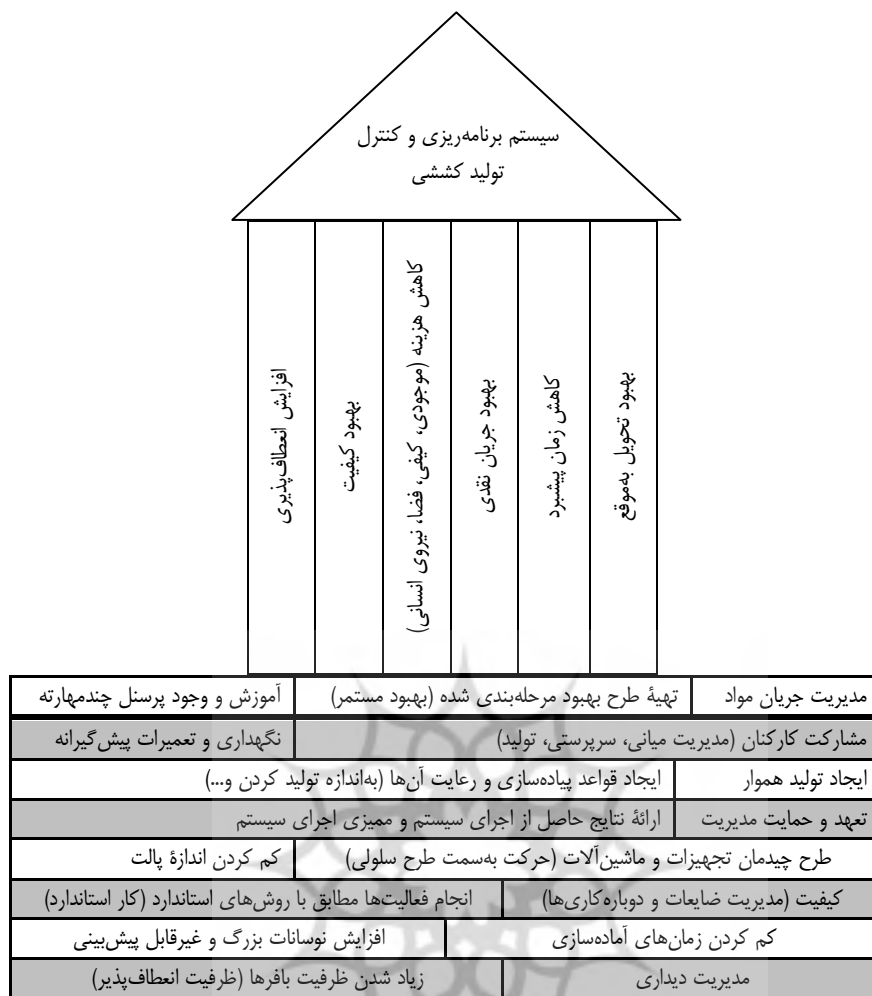 سیستم برنامه‌ریزی و کنترل
تولید کششی
بهبود تحویل به‌موقع
کاهش زمان پیشبرد
بهبود جریان نقدی
کاهش هزینه (موجودی، کیفی، فضا، نیروی انسانی)
بهبود کیفیت
افزایش انعطاف‌پذیری
مدیریت جریان مواد تهیهٔ طرح بهبود مرحله‌بندی شده (بهبود مستمر) آموزش و وجود پرسنل چندمهارته
مشارکت کارکنان (مدیریت میانی، سرپرستی، تولید) نگهداری و تعمیرات پیش‌گیرانه
ایجاد تولید هموار ایجاد قواعد پیاده‌سازی و رعایت آن‌ها (به‌اندازه تولید کردن و...)
تعهد و حمایت مدیریت ارائهٔ نتایج حاصل از اجرای سیستم و ممیزی اجرای سیستم
طرح چیدمان تجهیزات و ماشین‌آلات (حرکت به‌سمت طرح سلولی) کم کردن اندازهٔ پالت
کیفیت (مدیریت ضایعات و دوباره‌کاری‌ها) انجام فعالیت‌ها مطابق با روش‌های استاندارد (کار استاندارد)
کم کردن زمان‌های آماده‌سازی افزایش نوسانات بزرگ و غیرقابل پیش‌بینی
مدیریت دیداری زیاد شدن ظرفیت بافرها (ظرفیت انعطاف‌پذیر)